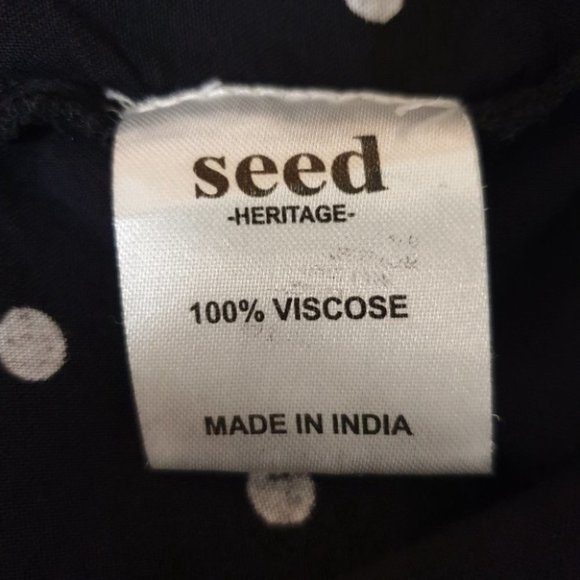 seed
-HERITAGE-
100% VISCOSE
MADE IN INDIA